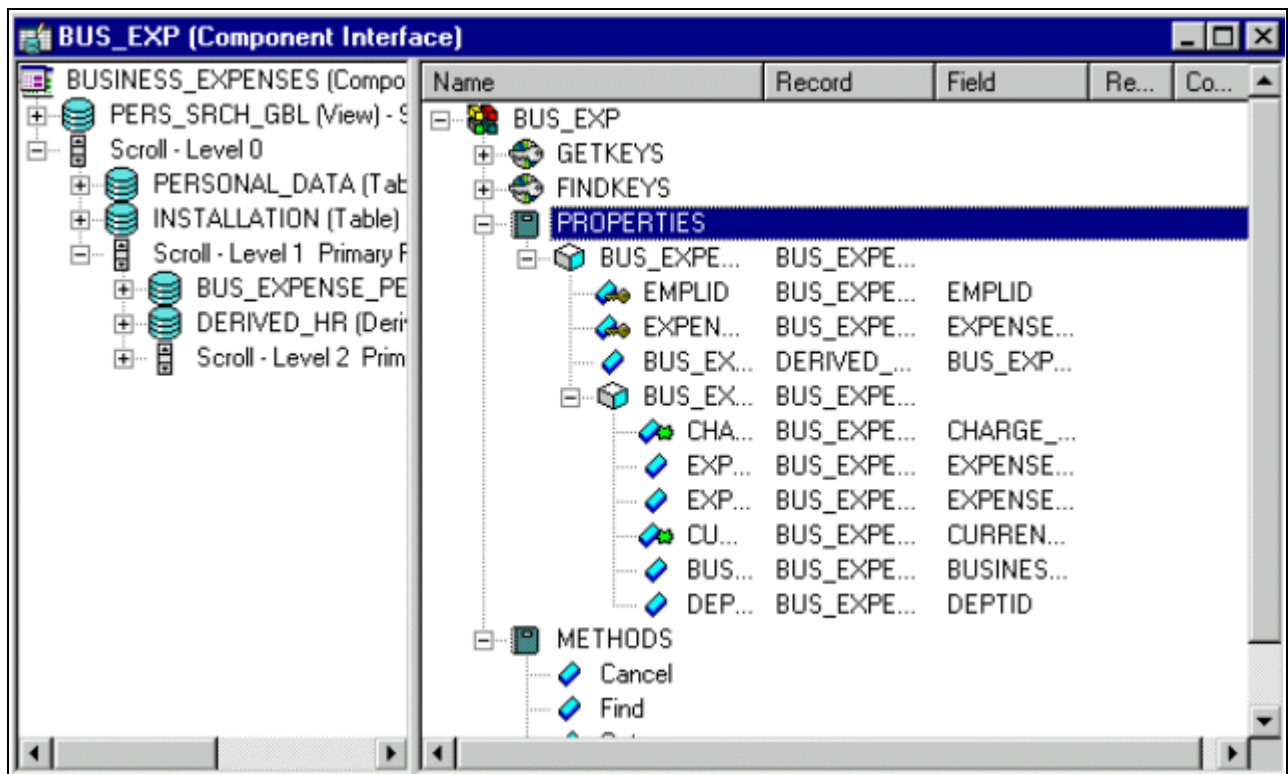 BUS_EXP (Component Interface)
BUSINESS_EXPENSES (Compo
PERS_SRCH_GBL (View) - S
Scroll - Level 0
PERSONAL_DATA (Tab
INSTALLATION (Table)
Scroll - Level 1 Primary R
BUS_EXPENSE_PE
DERIVED_HR (Deri
Scroll - Level 2 Prim
Name Record Field Re... Co...
BUS_EXP
GETKEYS
FINDKEYS
PROPERTIES
BUS_EXPE... BUS_EXPE...
EMPLID BUS_EXPE... EMPLID
EXPEN... BUS_EXPE... EXPENSE...
BUS_EX... DERIVED_... BUS_EXP...
BUS_EX... BUS_EXPE...
CHA... BUS_EXPE... CHARGE_...
EXP... BUS_EXPE... EXPENSE...
EXP... BUS_EXPE... EXPENSE...
CU... BUS_EXPE... CURREN...
BUS... BUS_EXPE... BUSINES...
DEP... BUS_EXPE... DEPTID
METHODS
Cancel
Find